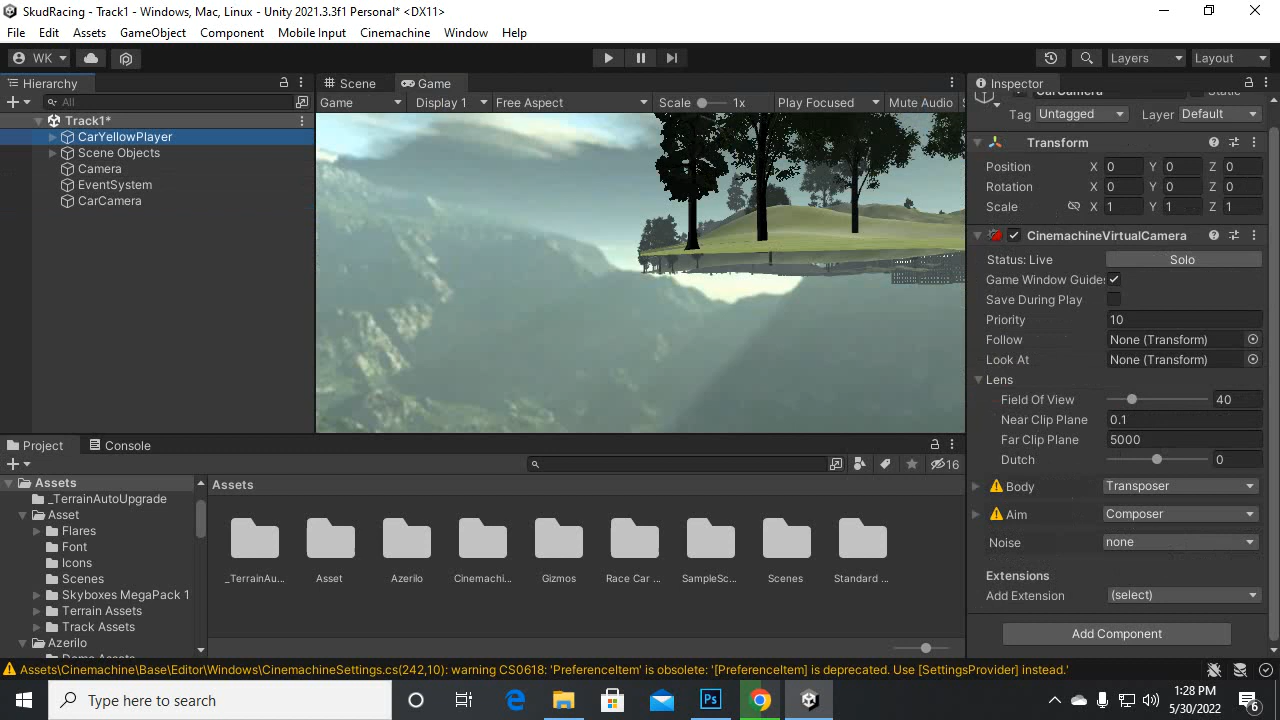 SkudRacing - Track1 - Windows, Mac, Linux - Unity 2021.3.3f1 Personal* <DX11>
File Edit Assets GameObject Component Mobile Input Cinemachine Window Help
WK Layers Layout
Hierarchy Scene Game Inspector
All Game Display 1 Free Aspect Scale 1x Play Focused Mute Audio
CarCamera Static
Tag Untagged Layer Default
Track1*
CarYellowPlayer
Scene Objects
Camera
EventSystem
CarCamera
Transform
Position X 0 Y 0 Z 0
Rotation X 0 Y 0 Z 0
Scale X 1 Y 1 Z 1
CinemachineVirtualCamera
Status: Live Solo
Game Window Guides
Save During Play
Priority 10
Follow None (Transform)
Look At None (Transform)
Lens
Field Of View 40
Near Clip Plane 0.1
Far Clip Plane 5000
Dutch 0
Body Transposer
Aim Composer
Noise none
Extensions
Add Extension (select)
Add Component
Project Console
16
Assets
_TerrainAutoUpgrade
Asset
Flares
Font
Icons
Scenes
Skyboxes MegaPack 1
Terrain Assets
Track Assets
Azerilo
Assets
_TerrainAu... Asset Azerilo Cinemachi... Gizmos Race Car ... SampleSc... Scenes Standard ...
Assets\Cinemachine\Base\Editor\Windows\CinemachineSettings.cs(242,10): warning CS0618: 'PreferenceItem' is obsolete: '[PreferenceItem] is deprecated. Use [SettingsProvider] instead.'
Type here to search
1:28 PM
5/30/2022
6